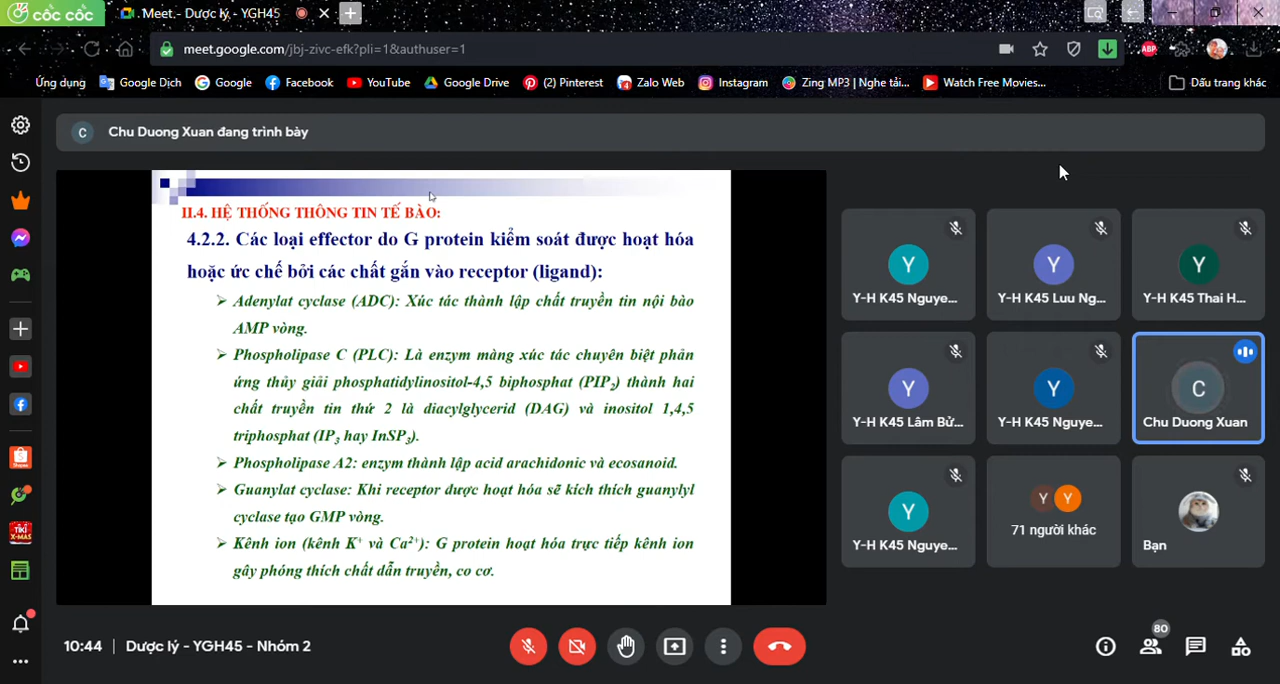 cốc cốc
Meet - Dược lý - YGH45
meet.google.com/jbj-zivc-efk?pli=1&authuser=1
ABP
Ứng dụng
Google Dịch
Google
Facebook
YouTube
Google Drive
(2) Pinterest
Zalo Web
Instagram
Zing MP3 | Nghe tải...
Watch Free Movies...
Dấu trang khác
C
Chu Duong Xuan đang trình bày
II.4. HỆ THỐNG THÔNG TIN TẾ BÀO:
4.2.2. Các loại effector do G protein kiểm soát được hoạt hóa
hoặc ức chế bởi các chất gắn vào receptor (ligand):
➢ Adenylat cyclase (ADC): Xúc tác thành lập chất truyền tin nội bào
AMP vòng.
➢ Phospholipase C (PLC): Là enzym màng xúc tác chuyên biệt phản
ứng thủy giải phosphatidylinositol-4,5 biphosphat (PIP2) thành hai
chất truyền tin thứ 2 là diacylglycerid (DAG) và inositol 1,4,5
triphosphat (IP3 hay InSP3).
➢ Phospholipase A2: enzym thành lập acid arachidonic và ecosanoid.
➢ Guanylat cyclase: Khi receptor được hoạt hóa sẽ kích thích guanylyl
cyclase tạo GMP vòng.
➢ Kênh ion (kênh K+ và Ca2+): G protein hoạt hóa trực tiếp kênh ion
gây phóng thích chất dẫn truyền, co cơ.
Y
Y-H K45 Nguye...
Y
Y-H K45 Luu Ng...
Y
Y-H K45 Thai H...
Y
Y-H K45 Lâm Bử...
Y
Y-H K45 Nguye...
C
Chu Duong Xuan
Y
Y-H K45 Nguye...
Y Y
71 người khác
Bạn
Shopee
TIKI
X-MAS
10:44 | Dược lý - YGH45 - Nhóm 2
80